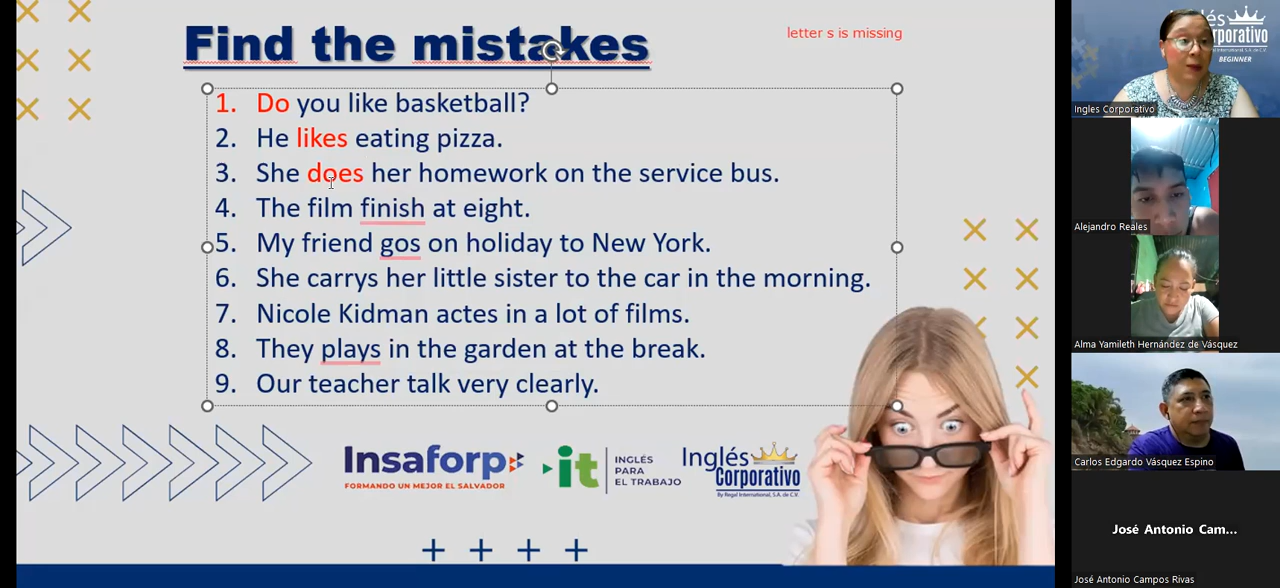 Find the mistakes
letter s is missing
1. Do you like basketball?
2. He likes eating pizza.
3. She does her homework on the service bus.
4. The film finish at eight.
5. My friend gos on holiday to New York.
6. She carrys her little sister to the car in the morning.
7. Nicole Kidman actes in a lot of films.
8. They plays in the garden at the break.
9. Our teacher talk very clearly.
Insaforp
FORMANDO UN MEJOR EL SALVADOR
it
INGLÉS
PARA
EL TRABAJO
Inglés
Corporativo
By Regal International, S.A. de C.V.
Inglés
Corporativo
BEGINNER
Ingles Corporativo
Alejandro Reales
Alma Yamileth Hernández de Vásquez
Carlos Edgardo Vásquez Espino
José Antonio Cam...
José Antonio Campos Rivas